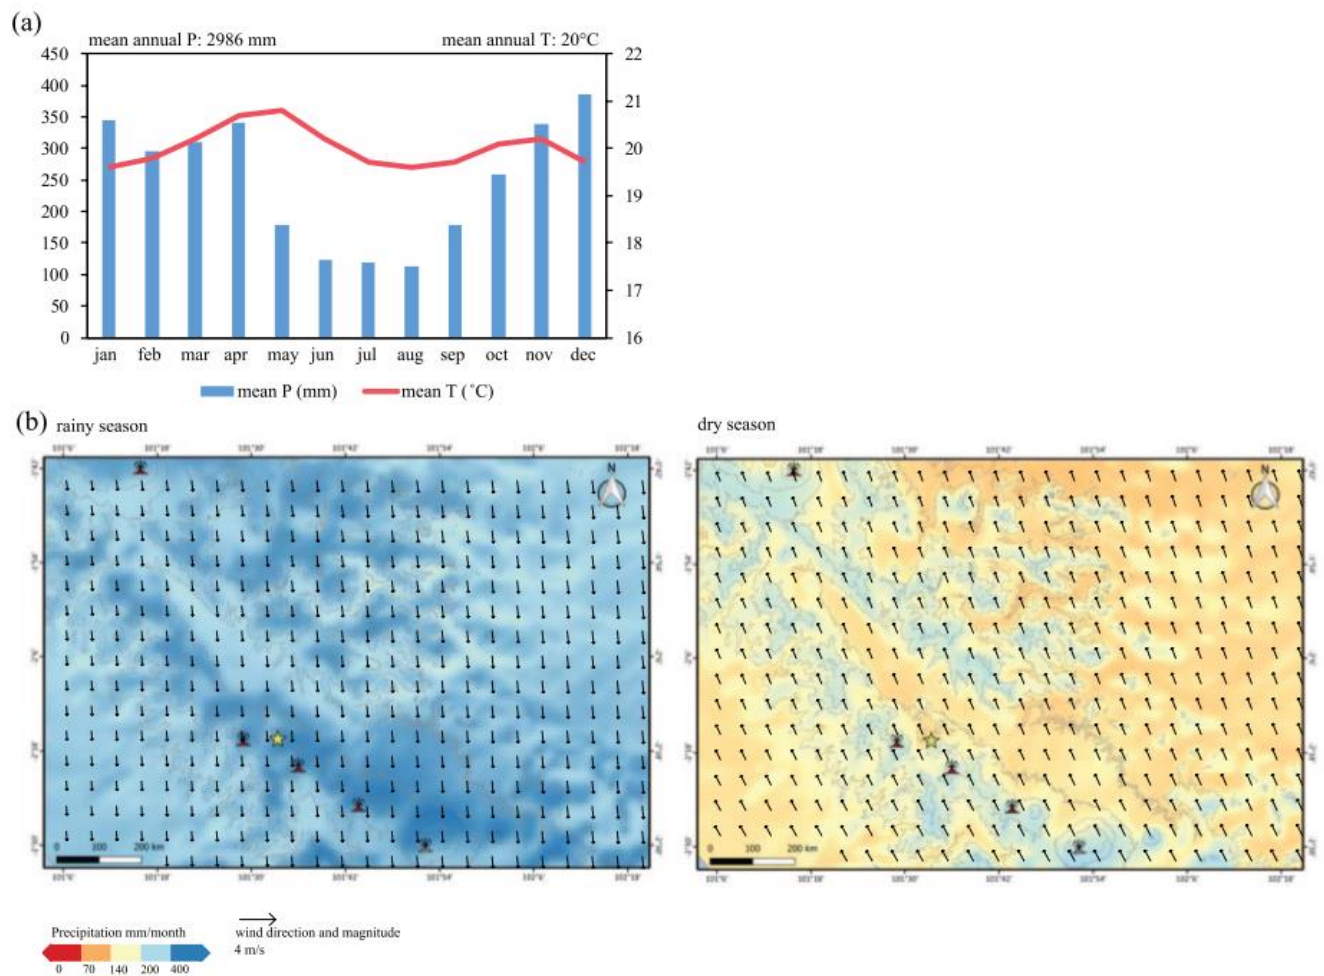 (a)
mean annual P: 2986 mm mean annual T: 20°C
450 22
400 21
350
300 20
250 19
200
150 18
100 17
50
0 16
jan feb mar apr may jun jul aug sep oct nov dec
mean P (mm) mean T (˚C)
(b) rainy season dry season
N N
0 100 200 km 0 100 200 km
Precipitation mm/month
0 70 140 200 400
wind direction and magnitude
4 m/s